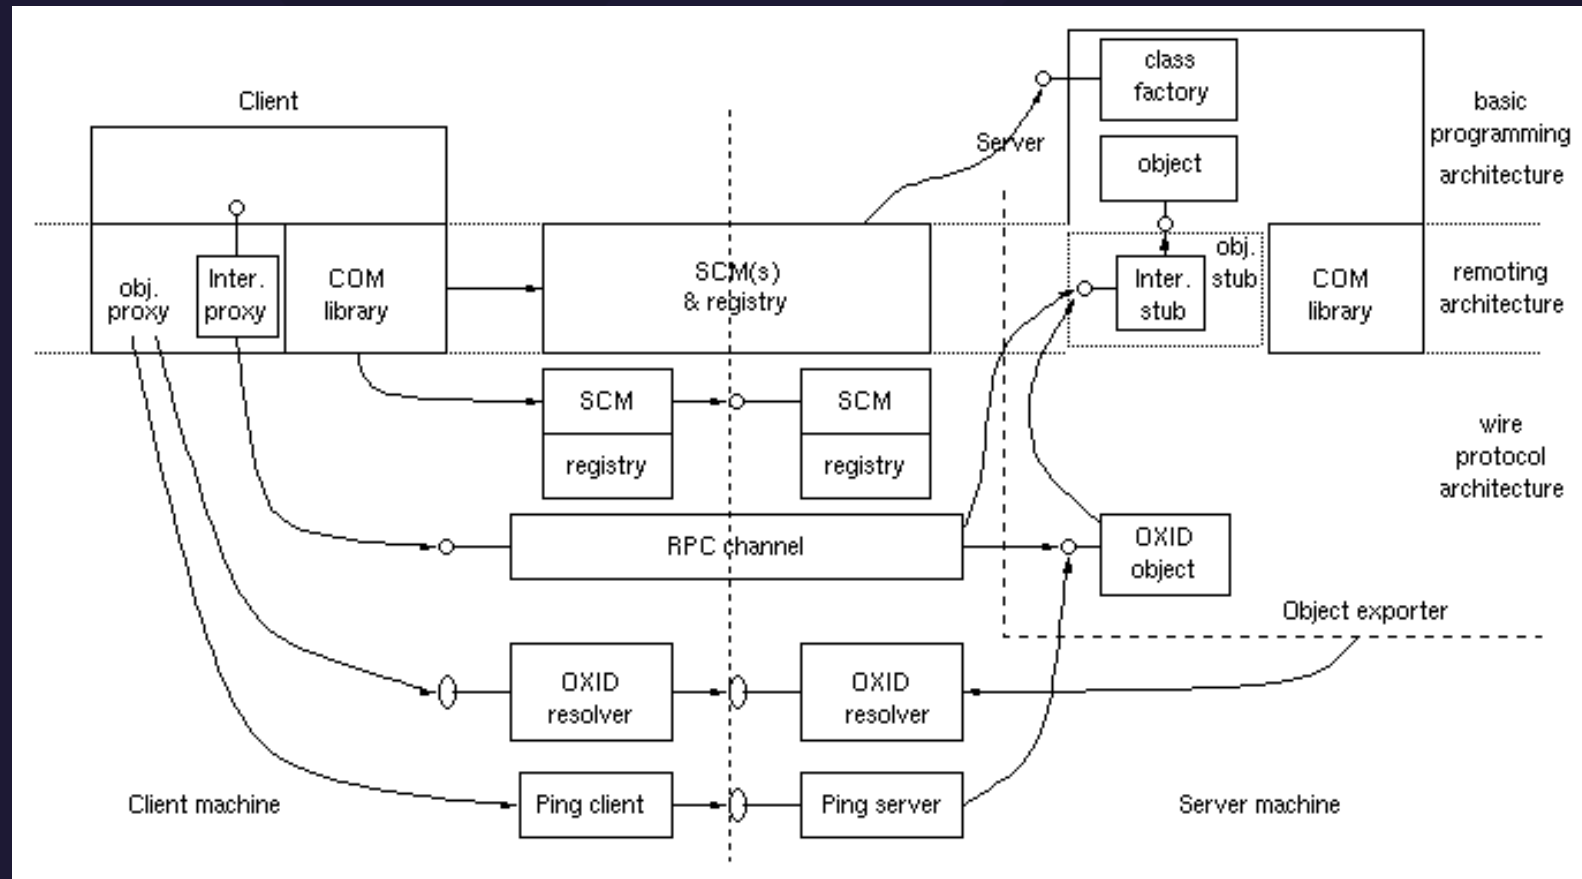 Client
class
factory
basic
programming
architecture
Server
object
obj.
proxy
Inter.
proxy
COM
library
SCM(s)
& registry
Inter.
stub
obj.
stub
COM
library
remoting
architecture
SCM
registry
SCM
registry
wire
protocol
architecture
RPC channel
OXID
object
Object exporter
OXID
resolver
OXID
resolver
Client machine
Ping client
Ping server
Server machine